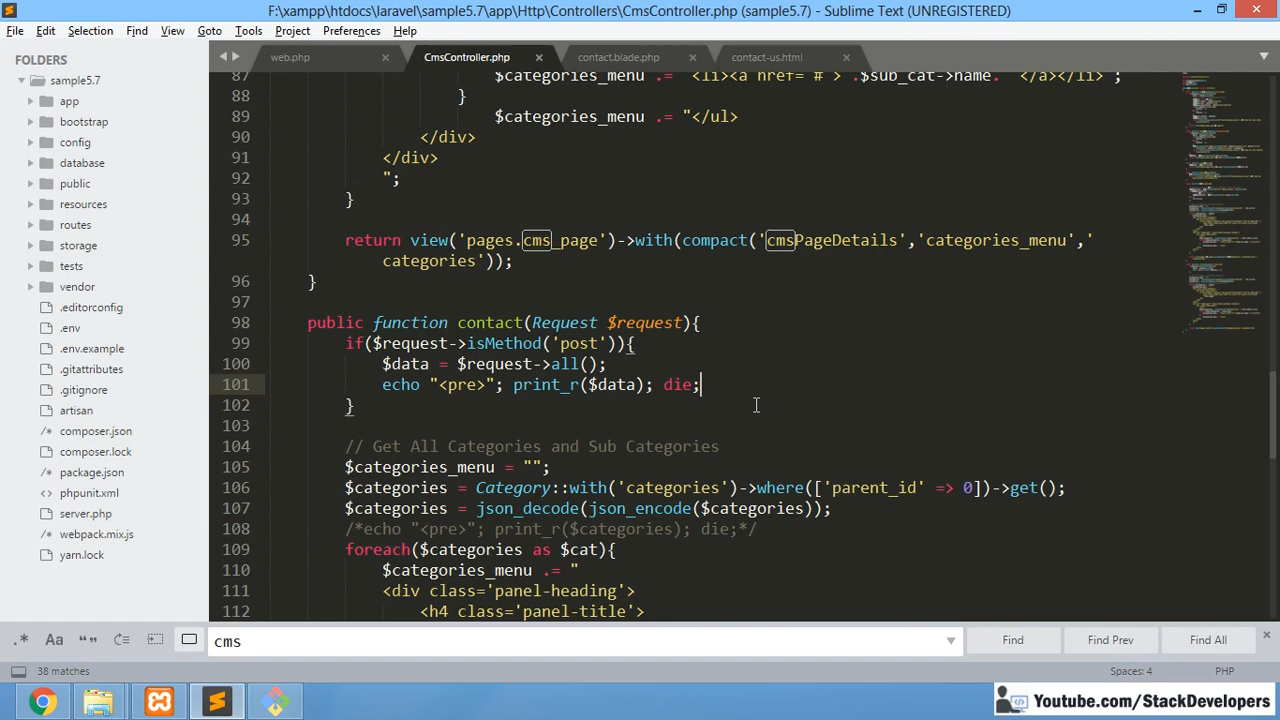 F:\xampp\htdocs\laravel\sample5.7\app\Http\Controllers\CmsController.php (sample5.7) - Sublime Text (UNREGISTERED)
File Edit Selection Find View Goto Tools Project Preferences Help
FOLDERS
sample5.7
app
bootstrap
config
database
public
resources
routes
storage
tests
vendor
.editorconfig
.env
.env.example
.gitattributes
.gitignore
artisan
composer.json
composer.lock
package.json
phpunit.xml
server.php
webpack.mix.js
yarn.lock
web.php CmsController.php contact.blade.php contact-us.html
87 $categories_menu .= "<li><a href='#'>".$sub_cat->name."</a></li>";
88 }
89 $categories_menu .= "</ul>
90 </div>
91 </div>
92 ";
93 }
94
95 return view('pages.cms_page')->with(compact('cmsPageDetails','categories_menu','
categories'));
96 }
97
98 public function contact(Request $request){
99 if($request->isMethod('post')){
100 $data = $request->all();
101 echo "<pre>"; print_r($data); die;
102 }
103
104 // Get All Categories and Sub Categories
105 $categories_menu = "";
106 $categories = Category::with('categories')->where(['parent_id' => 0])->get();
107 $categories = json_decode(json_encode($categories));
108 /*echo "<pre>"; print_r($categories); die;*/
109 foreach($categories as $cat){
110 $categories_menu .= "
111 <div class='panel-heading'>
112 <h4 class='panel-title'>
.* Aa “”
cms
Find Find Prev Find All
38 matches
Spaces: 4 PHP
Youtube.com/StackDevelopers